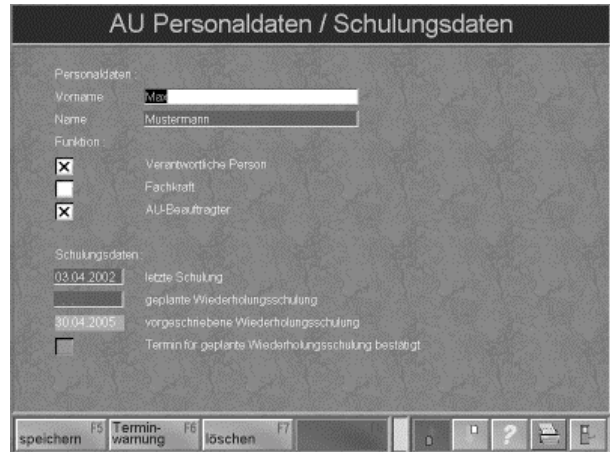 AU Personaldaten / Schulungsdaten
Personaldaten :
Vorname Max
Name Mustermann
Funktion :
Verantwortliche Person
Fachkraft
AU-Beauftragter
Schulungsdaten:
03.04.2002 letzte Schulung
geplante Wiederholungsschulung
30.04.2005 vorgeschriebene Wiederholungsschulung
Termin für geplante Wiederholungsschulung bestätigt
speichern F5 Termin-warnung F6 löschen F7
?